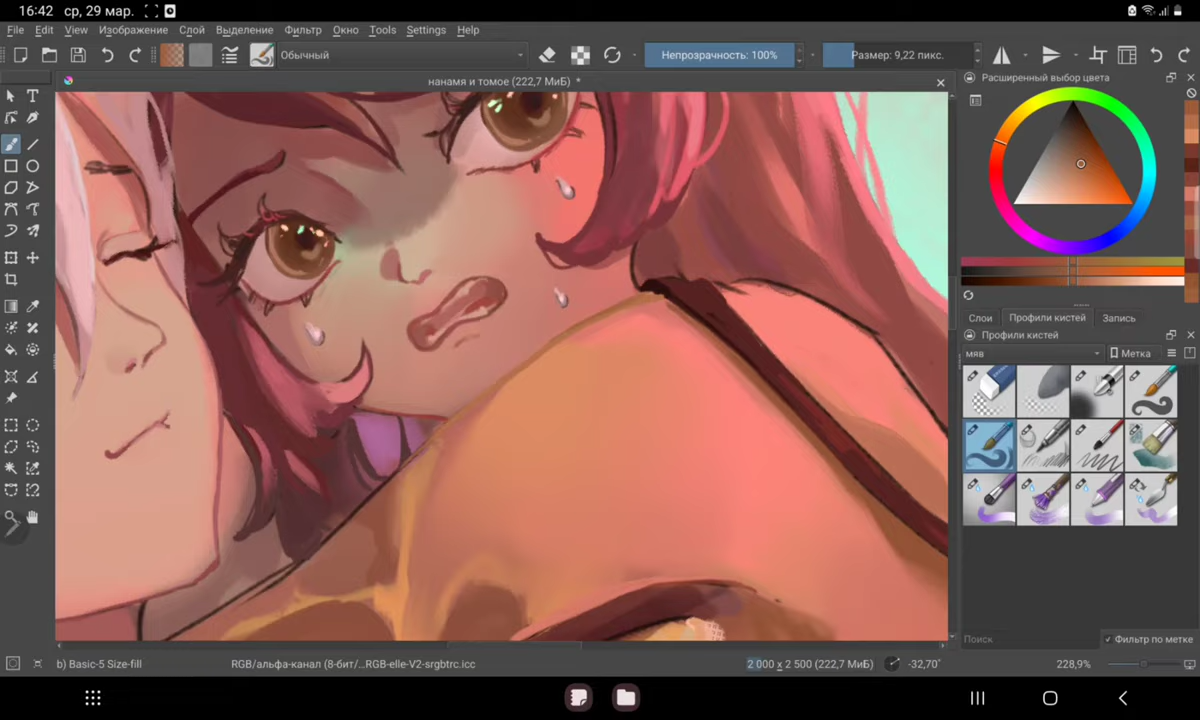 16:42 ср, 29 мар.
File Edit View Изображение Слой Выделение Фильтр Окно Tools Settings Help
Обычный Непрозрачность: 100% Размер: 9,22 пикс.
нанамя и томое (222,7 МиБ) *
Расширенный выбор цвета
Слои Профили кистей Запись
Профили кистей
мяв Метка
Поиск Фильтр по метке
b) Basic-5 Size-fill RGB/альфа-канал (8-бит/...RGB-elle-V2-srgbtrc.icc 2 000 x 2 500 (222,7 МиБ) -32,70° 228,9%